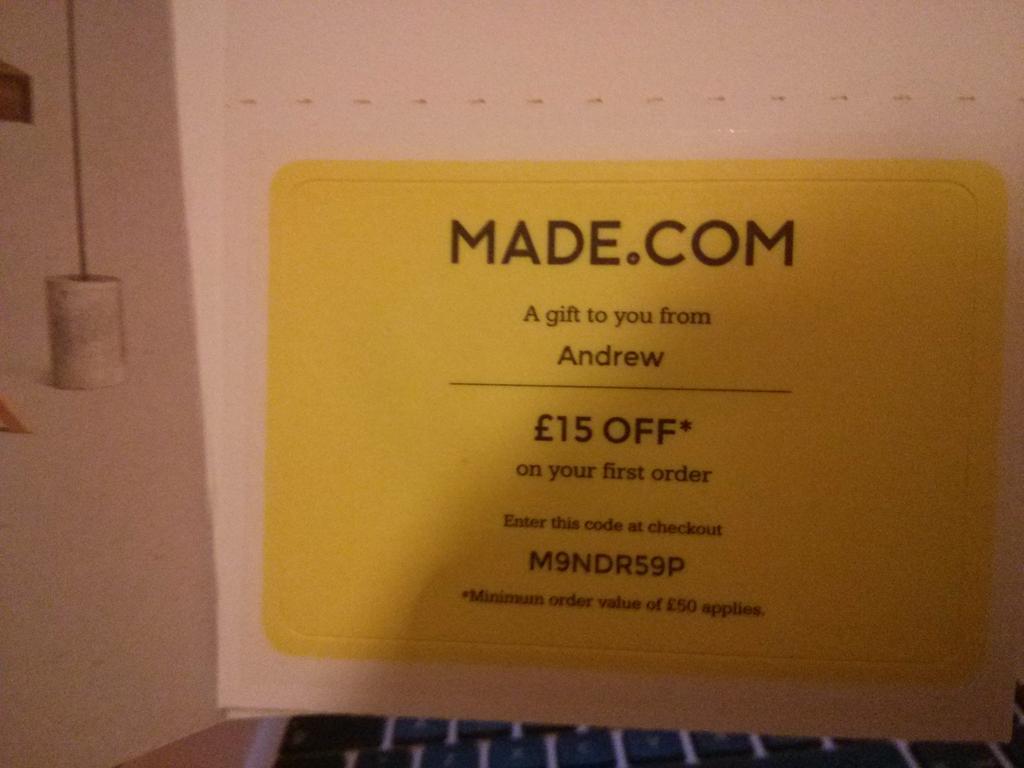 MADE.COM
A gift to you from
Andrew
£15 OFF*
on your first order
Enter this code at checkout
M9NDR59P
*Minimum order value of £50 applies.